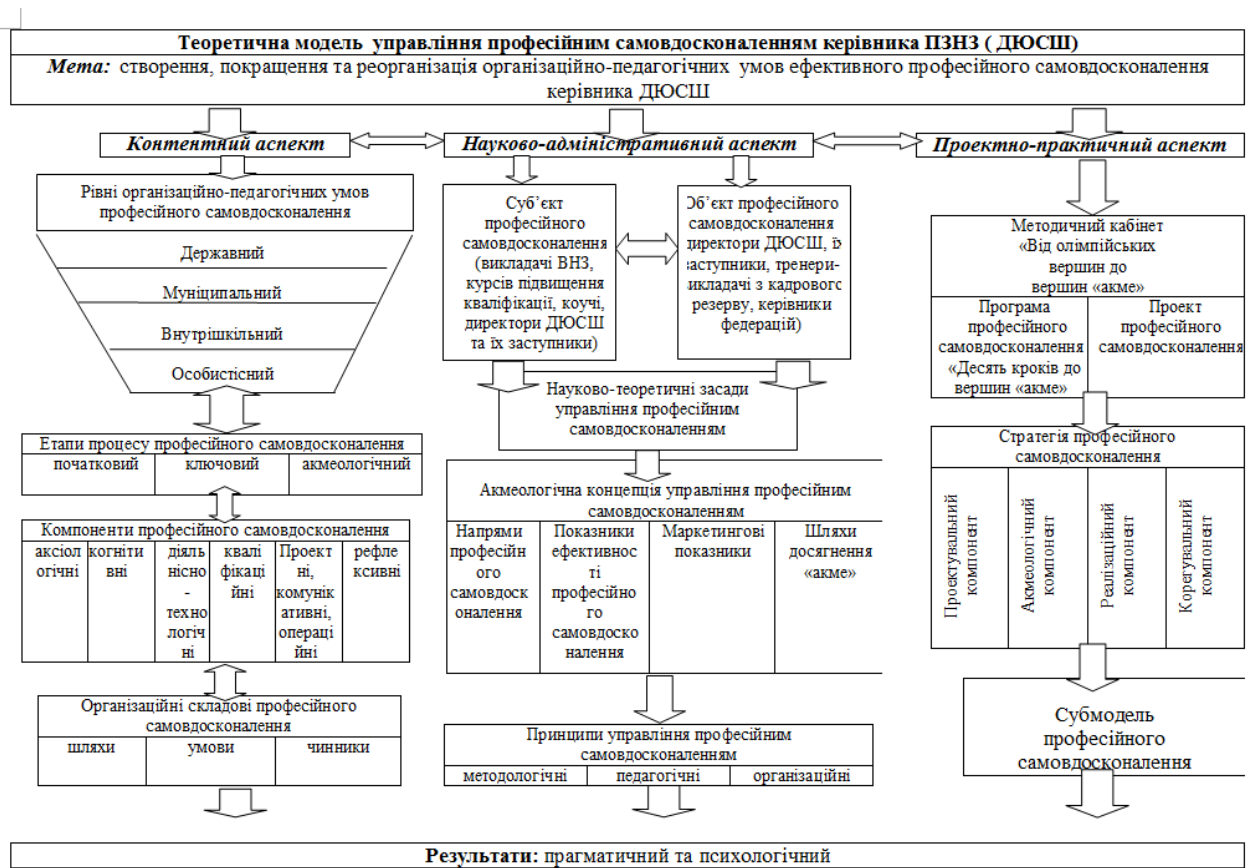 Теоретична модель управління професійним самовдосконаленням керівника ПЗНЗ ( ДЮСШ)
Мета: створення, покращення та реорганізація організаційно-педагогічних умов ефективного професійного самовдосконалення
керівника ДЮСШ
Контентний аспект
Науково-адміністративний аспект
Проектно-практичний аспект
Рівні організаційно-педагогічних умов
професійного самовдосконалення
Державний
Муніципальний
Внутрішкільний
Особистісний
Етапи процесу професійного самовдосконалення
початковий
ключовий
акмеологічний
Компоненти професійного самовдосконалення
аксіол
огічні
когніти
вні
діяль
нісно
-
техно
логіч
ні
квалі
фікаці
йні
Проект
ні,
комунік
ативні,
операці
йні
рефле
ксивні
Організаційні складові професійного
самовдосконалення
шляхи
умови
чинники
Суб’єкт
професійного
самовдосконалення
(викладачі ВНЗ,
курсів підвищення
кваліфікації, коучі,
директори ДЮСШ
та їх заступники)
Об’єкт професійного
самовдосконалення
директори ДЮСШ, їх
заступники, тренери-
викладачі з кадрового
резерву, керівники
федерацій)
Науково-теоретичні засади
управління професійним
самовдосконаленням
Акмеологічна концепція управління професійним
самовдосконаленням
Напрями
професійн
ого
самовдоск
оналення
Показники
ефективнос
ті
професійно
го
самовдоско
налення
Маркетингові
показники
Шляхи
досягнення
«акме»
Принципи управління професійним
самовдосконаленням
методологічні
педагогічні
організаційні
Методичний кабінет
«Від олімпійських
вершин до
вершин «акме»
Програма
професійного
самовдосконалення
«Десять кроків до
вершин «акме»
Проект
професійного
самовдосконалення
Стратегія професійного
самовдосконалення
Проектувальний
компонент
Акмеологічний
компонент
Реалізаційний
компонент
Корегувальний
компонент
Субмодель
професійного
самовдосконалення
Результати: прагматичний та психологічний